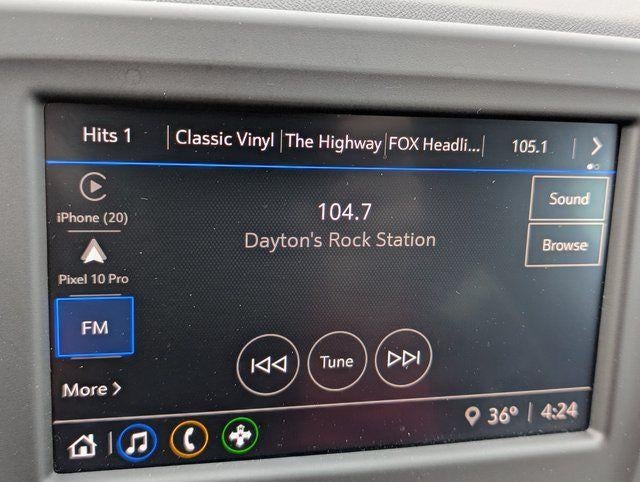 Hits 1 Classic Vinyl The Highway FOX Headli... 105.1
iPhone (20)
Pixel 10 Pro
FM
More
104.7
Dayton's Rock Station
Tune
Sound
Browse
36° 4:24